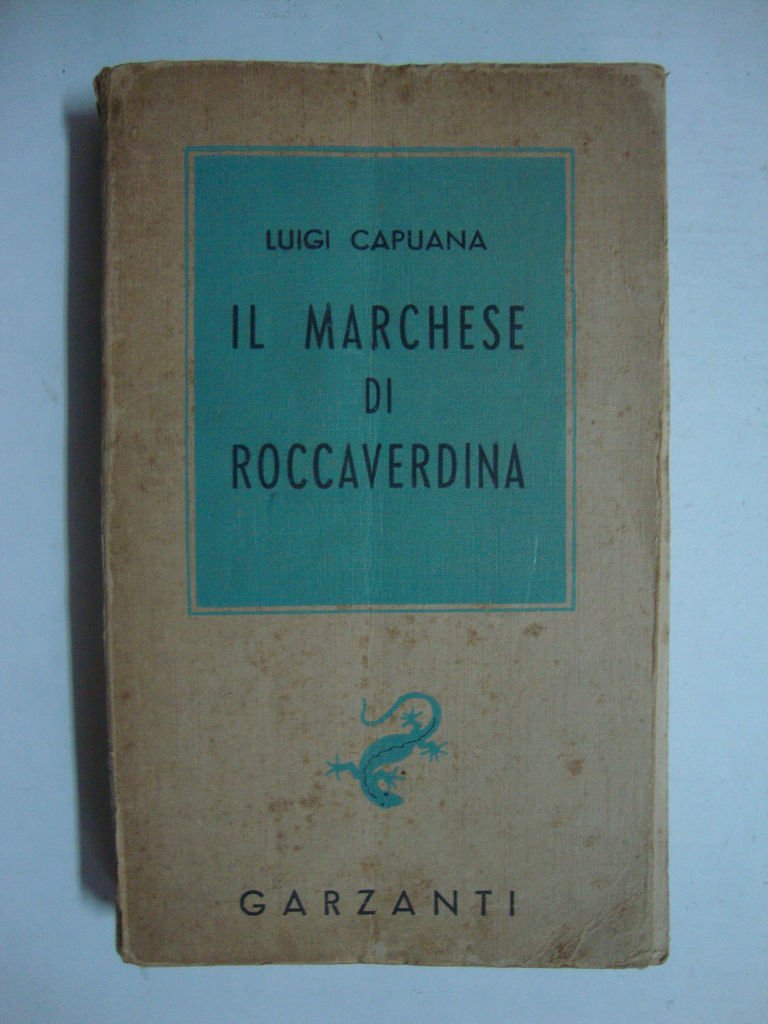 LUIGI CAPUANA
IL MARCHESE
DI
ROCCAVERDINA
GARZANTI